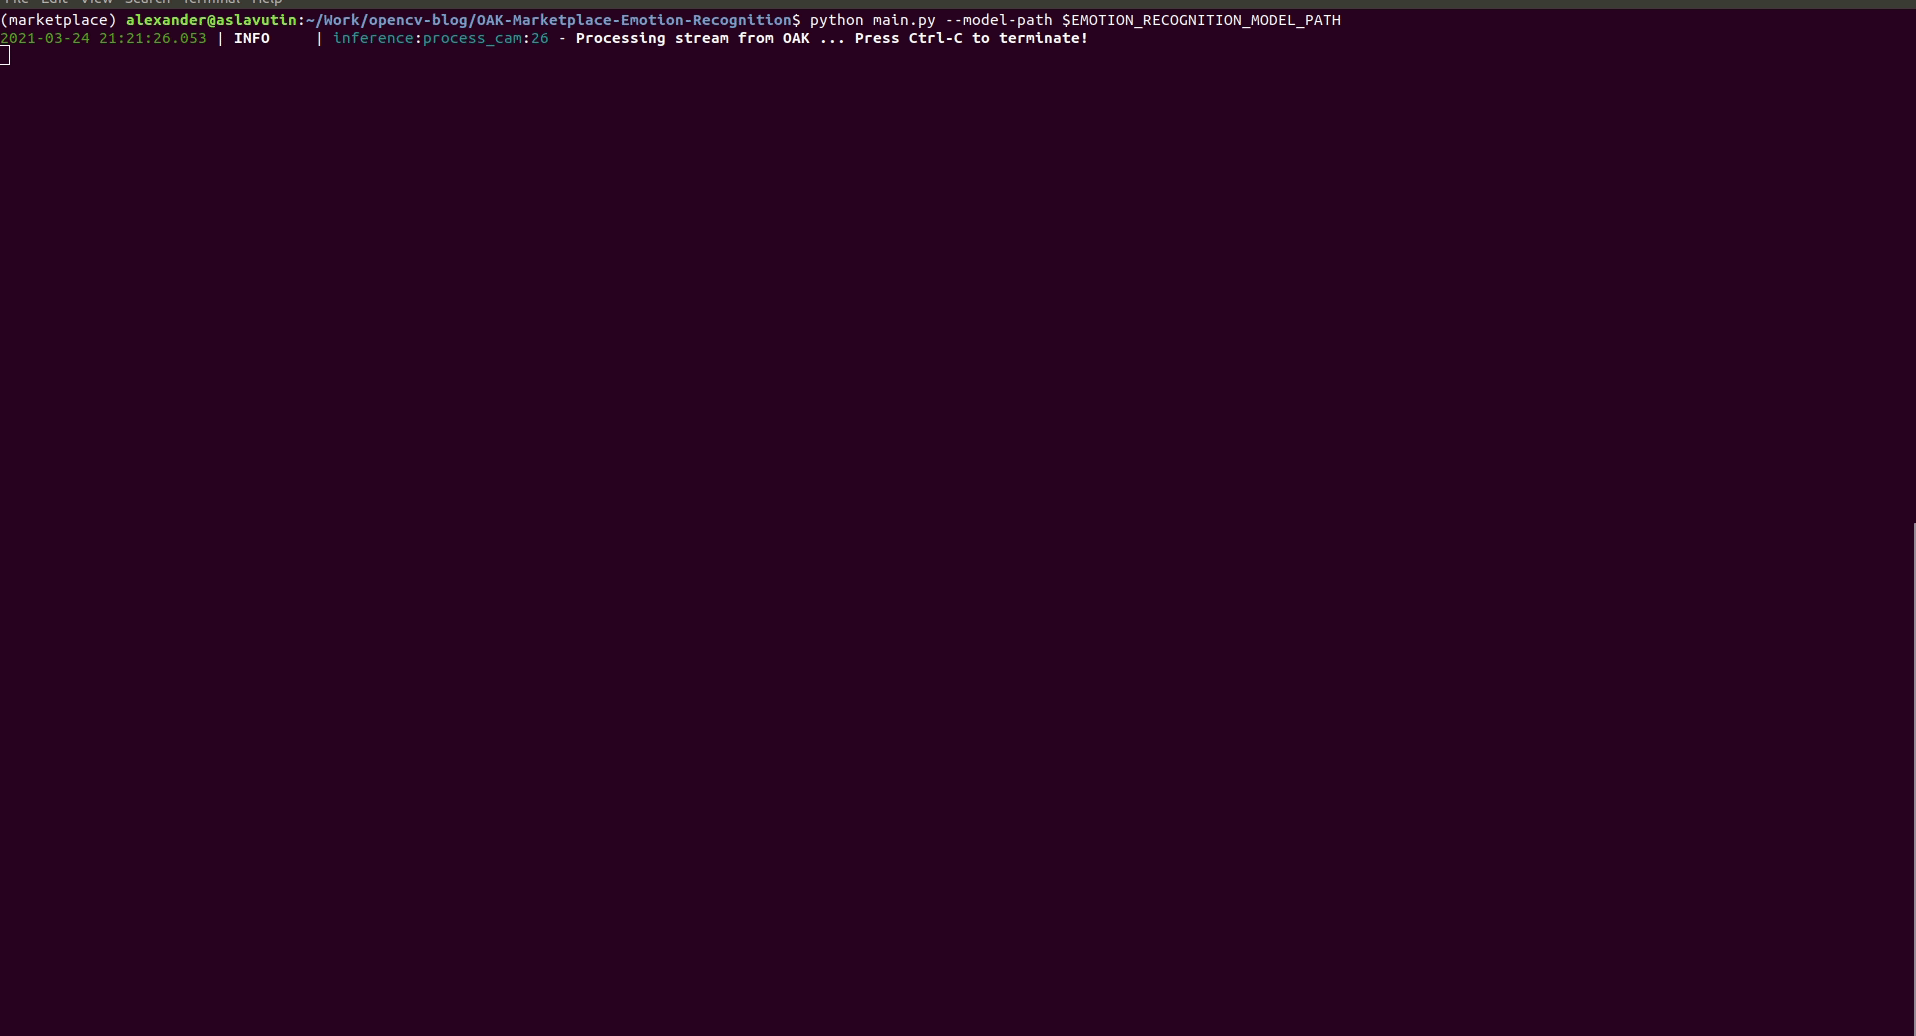 File Edit View Search Terminal Help
(marketplace) alexander@aslavutin:~/Work/opencv-blog/OAK-Marketplace-Emotion-Recognition$ python main.py --model-path $EMOTION_RECOGNITION_MODEL_PATH
2021-03-24 21:21:26.053 | INFO     | inference:process_cam:26 - Processing stream from OAK ... Press Ctrl-C to terminate!